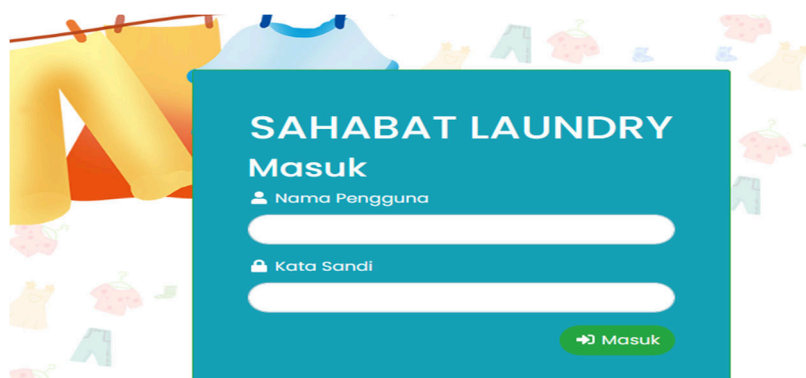 SAHABAT LAUNDRY
Masuk
Nama Pengguna
Kata Sandi
Masuk